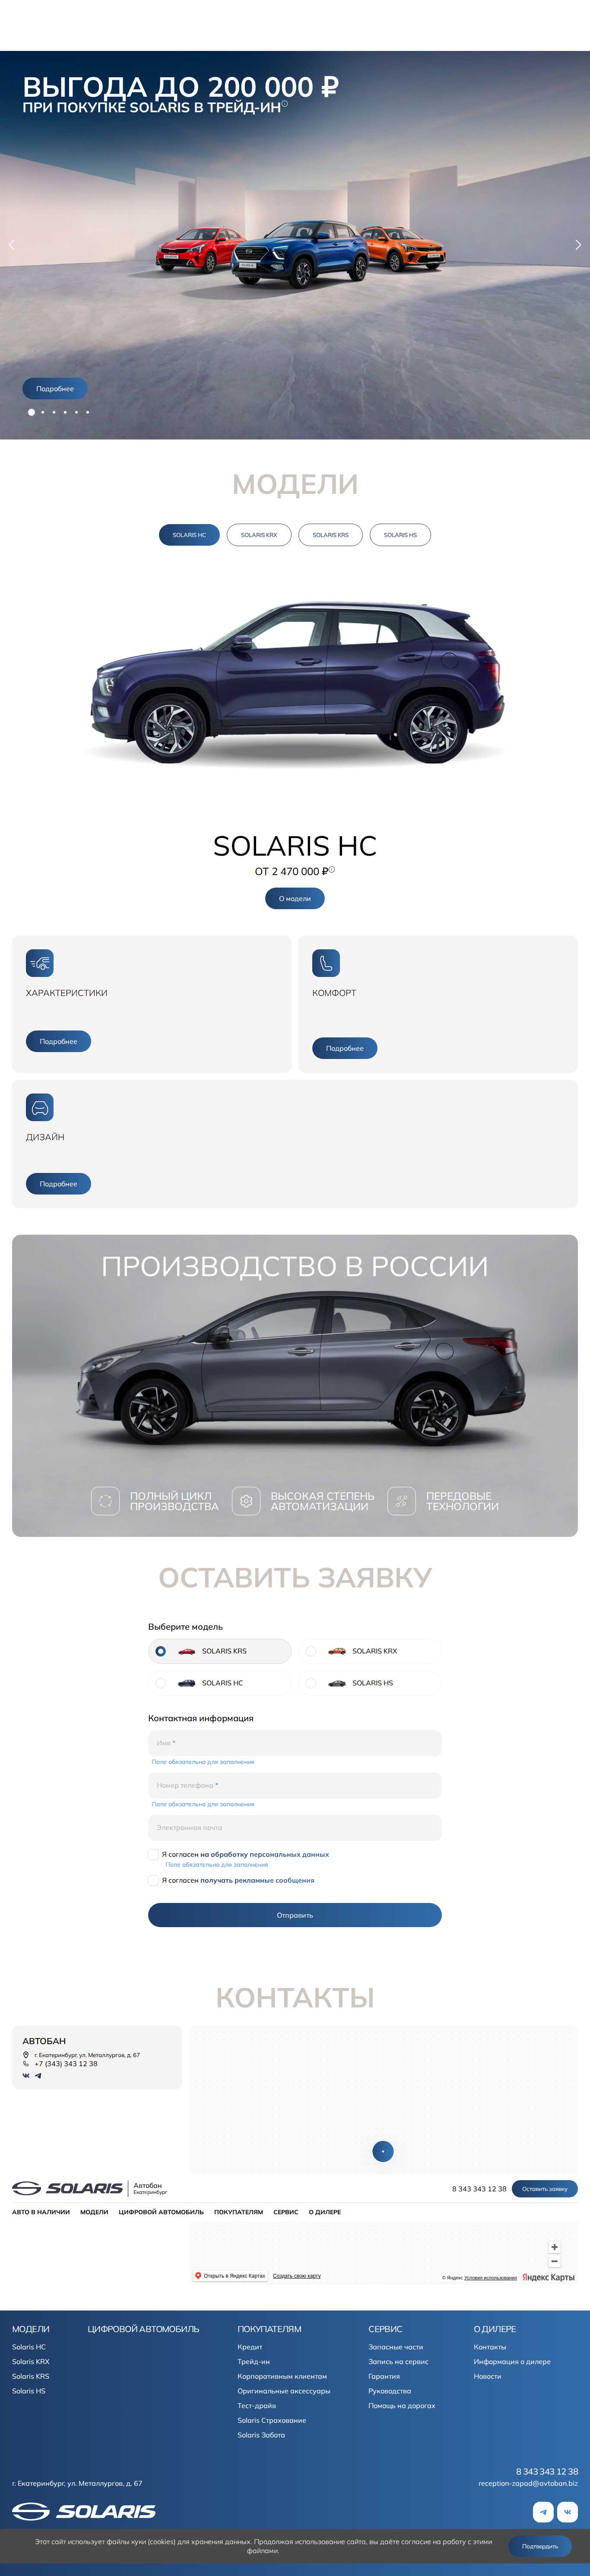 ВЫГОДА ДО 200 000 ₽
ПРИ ПОКУПКЕ SOLARIS В ТРЕЙД-ИН
Подробнее
МОДЕЛИ
SOLARIS HC
SOLARIS KRX
SOLARIS KRS
SOLARIS HS
SOLARIS HC
ОТ 2 470 000 ₽
О модели
ХАРАКТЕРИСТИКИ
Подробнее
КОМФОРТ
Подробнее
ДИЗАЙН
Подробнее
ПРОИЗВОДСТВО В РОССИИ
ПОЛНЫЙ ЦИКЛ
ПРОИЗВОДСТВА
ВЫСОКАЯ СТЕПЕНЬ
АВТОМАТИЗАЦИИ
ПЕРЕДОВЫЕ
ТЕХНОЛОГИИ
ОСТАВИТЬ ЗАЯВКУ
Выберите модель
SOLARIS KRS
SOLARIS KRX
SOLARIS HC
SOLARIS HS
Контактная информация
Имя *
Поле обязательно для заполнения
Номер телефона *
Поле обязательно для заполнения
Электронная почта
Я согласен на обработку персональных данных
Поле обязательно для заполнения
Я согласен получать рекламные сообщения
Отправить
КОНТАКТЫ
АВТОБАН
г. Екатеринбург, ул. Металлургов, д. 67
+7 (343) 343 12 38
SOLARIS
Автобан
Екатеринбург
8 343 343 12 38
Оставить заявку
АВТО В НАЛИЧИИ
МОДЕЛИ
ЦИФРОВОЙ АВТОМОБИЛЬ
ПОКУПАТЕЛЯМ
СЕРВИС
О ДИЛЕРЕ
Открыть в Яндекс Картах
Создать свою карту
© Яндекс Условия использования
Яндекс Карты
МОДЕЛИ
Solaris HC
Solaris KRX
Solaris KRS
Solaris HS
ЦИФРОВОЙ АВТОМОБИЛЬ
ПОКУПАТЕЛЯМ
Кредит
Трейд-ин
Корпоративным клиентам
Оригинальные аксессуары
Тест-драйв
Solaris Страхование
Solaris Забота
СЕРВИС
Запасные части
Запись на сервис
Гарантия
Руководства
Помощь на дорогах
О ДИЛЕРЕ
Контакты
Информация о дилере
Новости
8 343 343 12 38
г. Екатеринбург, ул. Металлургов, д. 67
reception-zapad@avtoban.biz
SOLARIS
Этот сайт использует файлы куки (cookies) для хранения данных. Продолжая использование сайта, вы даёте согласие на работу с этими
файлами.
Подтвердить